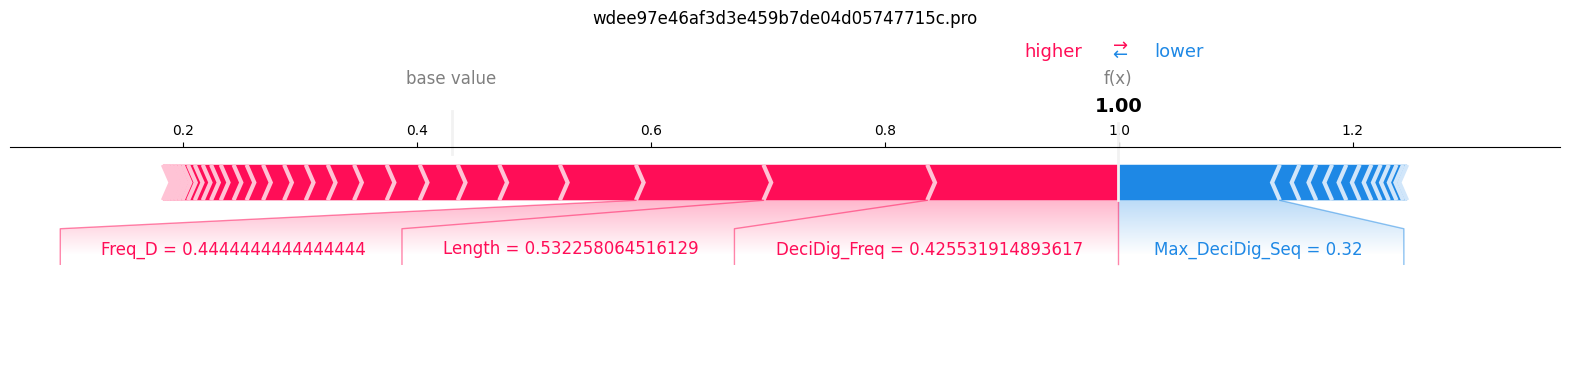 wdee97e46af3d3e459b7de04d05747715c.pro
higher ⇄ lower
base value f(x)
1.00
0.2 0.4 0.6 0.8 1 0 1.2
Freq_D = 0.4444444444444444 Length = 0.532258064516129 DeciDig_Freq = 0.425531914893617 Max_DeciDig_Seq = 0.32